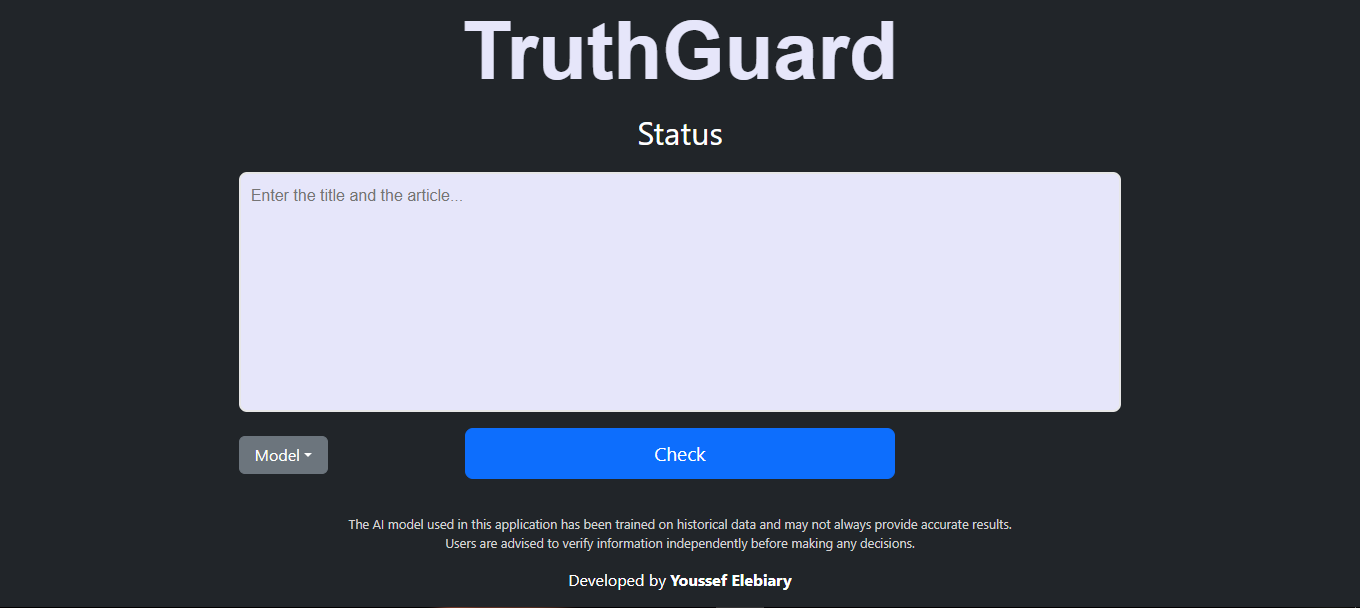 TruthGuard
Status
Enter the title and the article...
Model
Check
The AI model used in this application has been trained on historical data and may not always provide accurate results.
Users are advised to verify information independently before making any decisions.
Developed by Youssef Elebiary